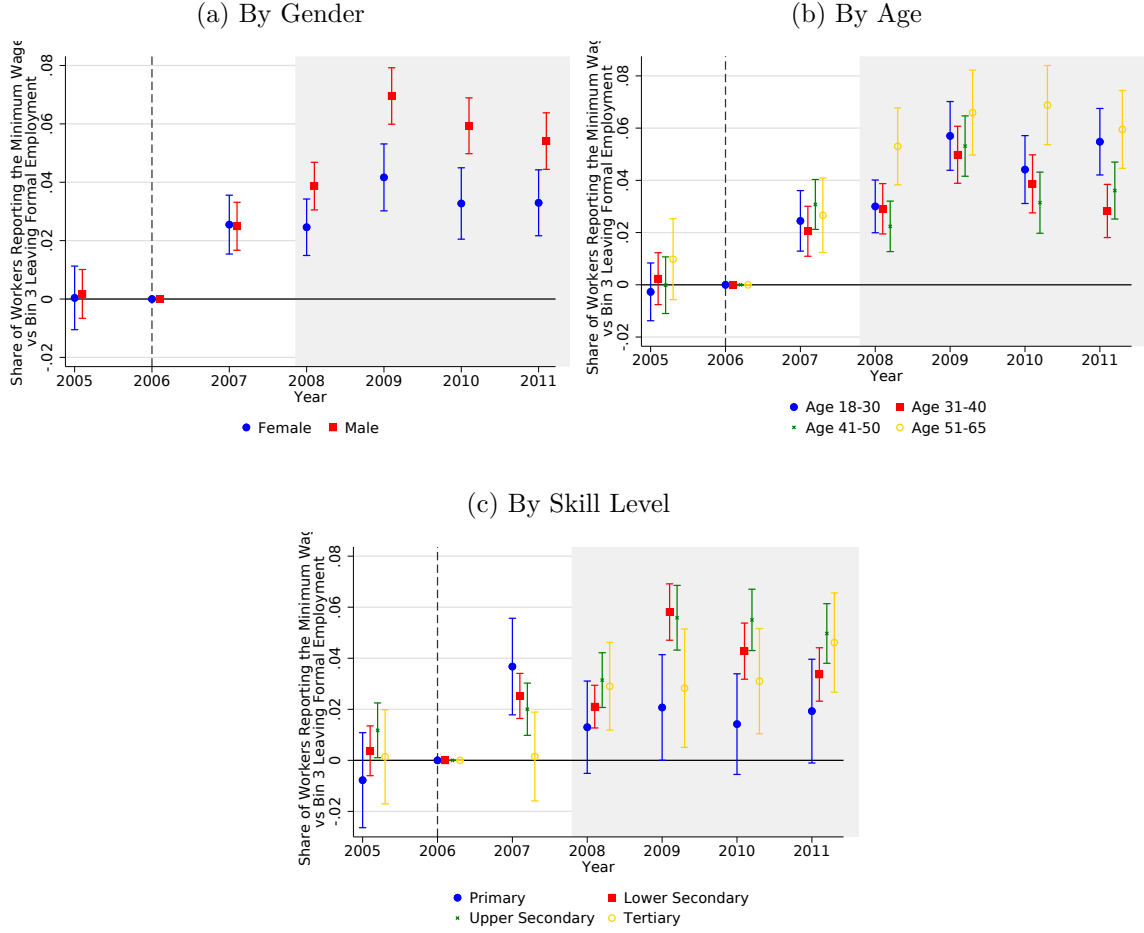 (a) By Gender
Share of Workers Reporting the Minimum Wage
vs Bin 3 Leaving Formal Employment
.08
.06
.04
.02
0
-.02
2005 2006 2007 2008 2009 2010 2011
Year
Female Male
(b) By Age
Share of Workers Reporting the Minimum Wage
vs Bin 3 Leaving Formal Employment
.08
.06
.04
.02
0
-.02
2005 2006 2007 2008 2009 2010 2011
Year
Age 18-30 Age 31-40
Age 41-50 Age 51-65
(c) By Skill Level
Share of Workers Reporting the Minimum Wag
vs Bin 3 Leaving Formal Employment
.08
.06
.04
.02
0
-.02
2005 2006 2007 2008 2009 2010 2011
Year
Primary Lower Secondary
Upper Secondary Tertiary